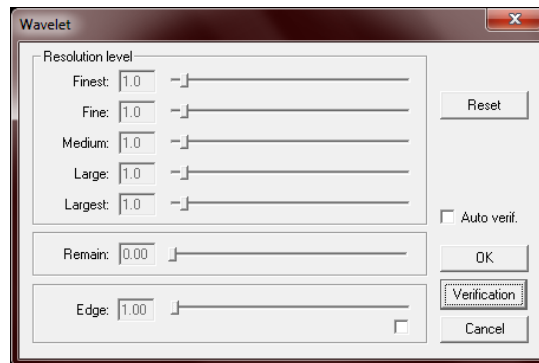 Wavelet
Resolution level
Finest: 1.0
Fine: 1.0
Medium: 1.0
Large: 1.0
Largest: 1.0
Remain: 0.00
Edge: 1.00
Reset
Auto verif.
OK
Verification
Cancel